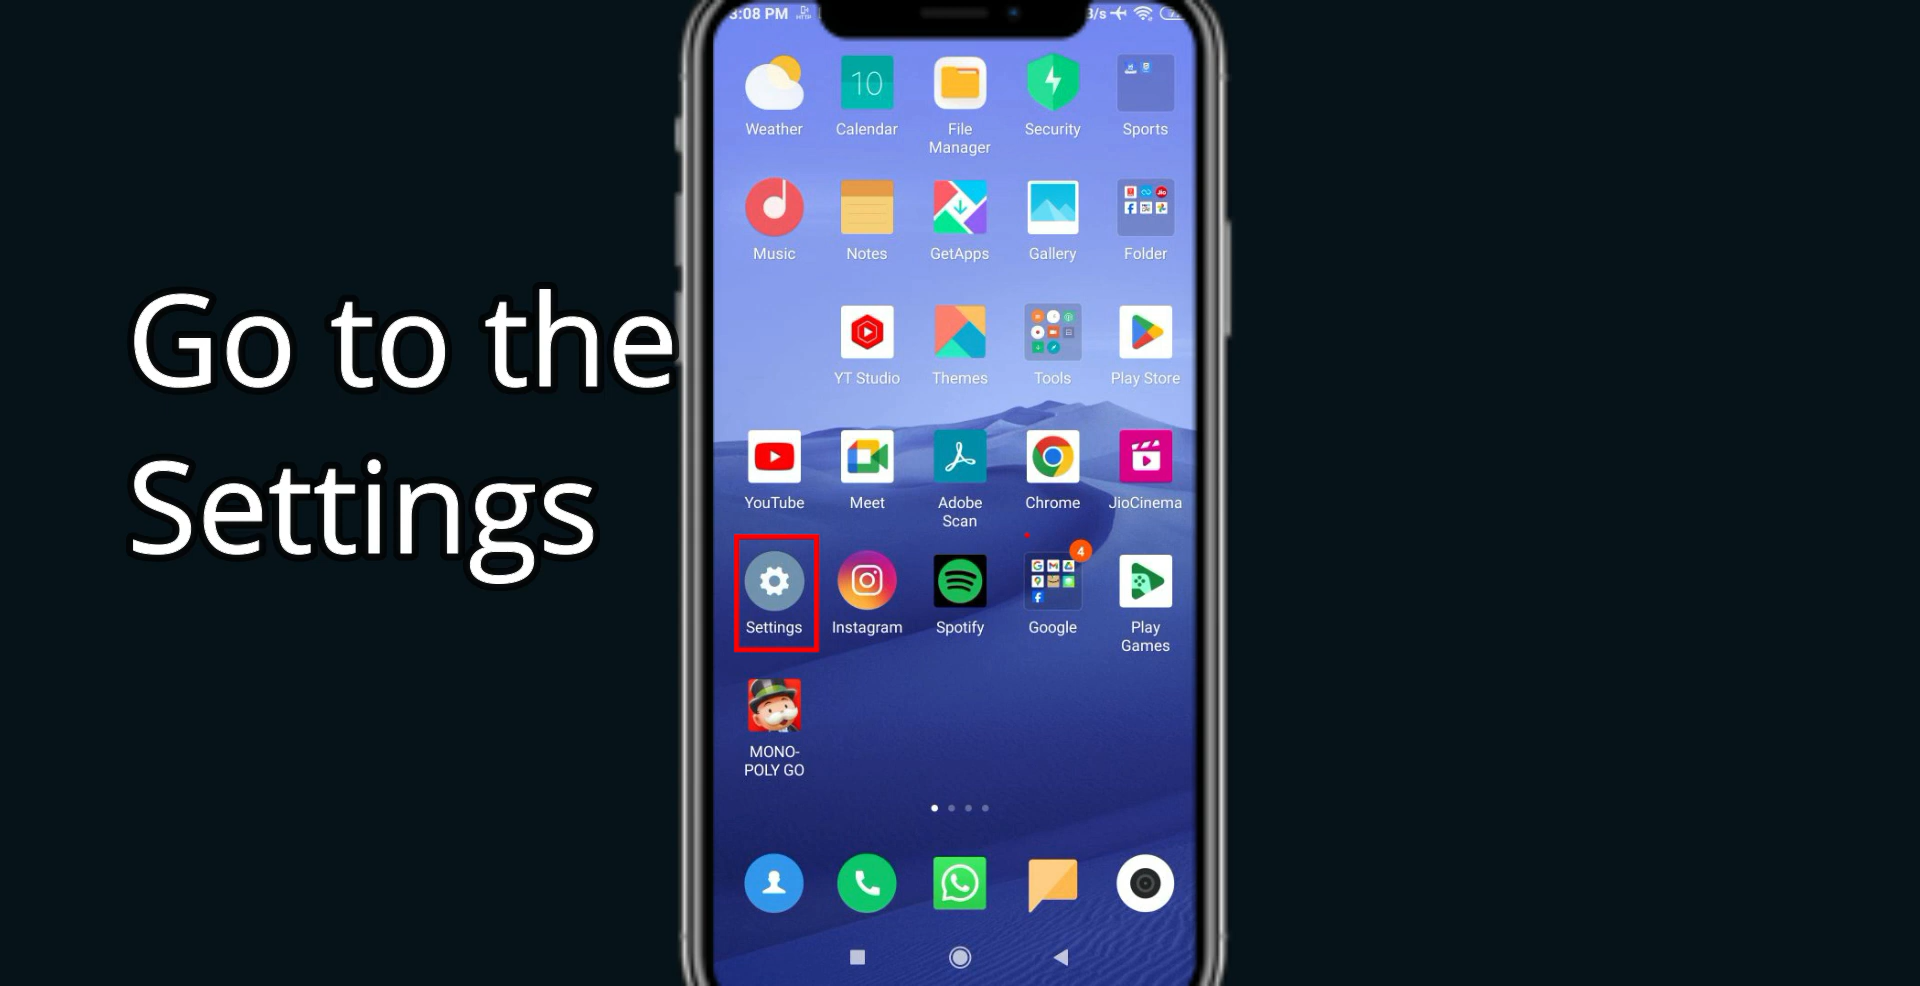 3:08 PM
Go to the
Settings
10
Weather
Calendar
File
Manager
Security
Sports
Music
Notes
GetApps
Gallery
Folder
YT Studio
Themes
Tools
Play Store
YouTube
Meet
Adobe
Scan
Chrome
JioCinema
4
Settings
Instagram
Spotify
Google
Play
Games
MONO-
POLY GO